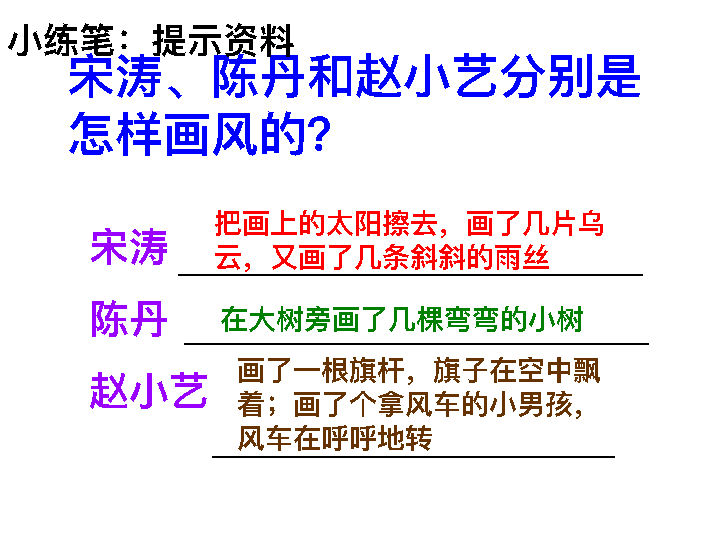 小练笔：提示资料
宋涛、陈丹和赵小艺分别是
怎样画风的？
宋涛
把画上的太阳擦去，画了几片乌
云，又画了几条斜斜的雨丝
陈丹
在大树旁画了几棵弯弯的小树
赵小艺
画了一根旗杆，旗子在空中飘
着；画了个拿风车的小男孩，
风车在呼呼地转